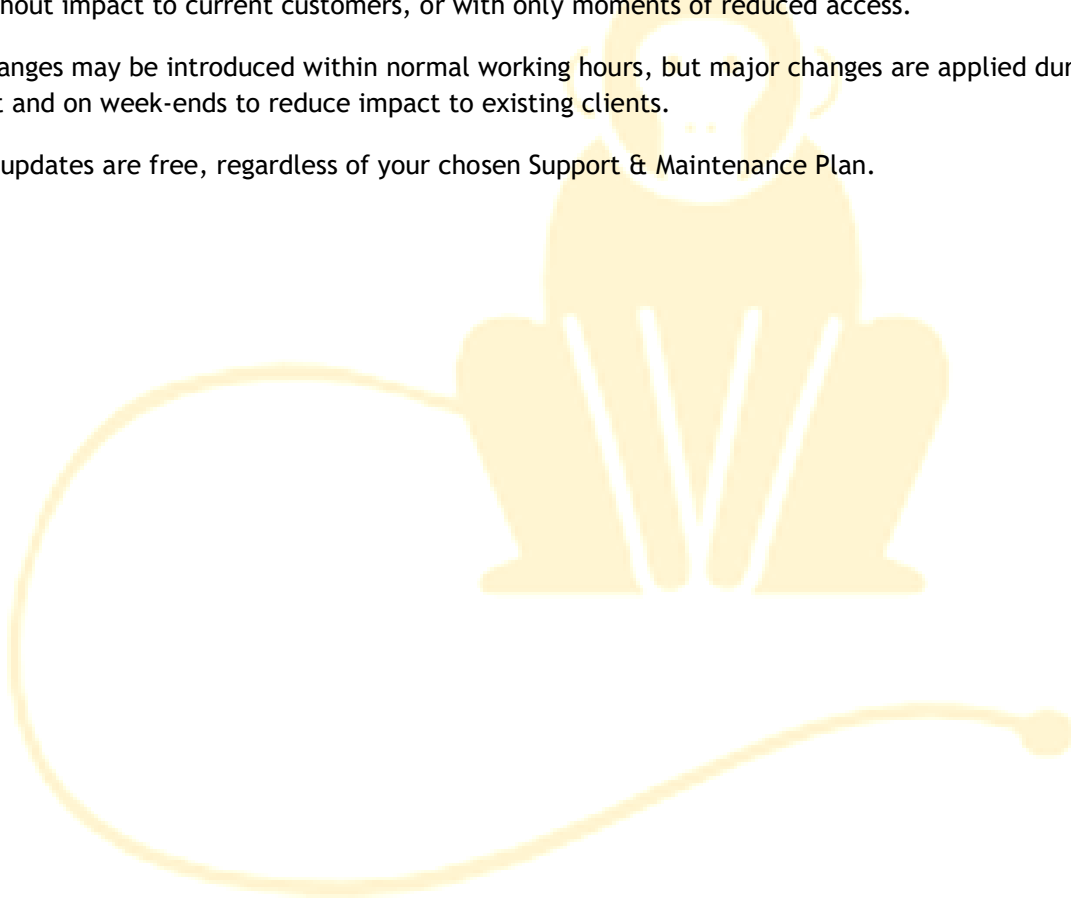 hout impact to current customers, or with only moments of reduced access.
anges may be introduced within normal working hours, but major changes are applied dur
t and on week-ends to reduce impact to existing clients.
updates are free, regardless of your chosen Support & Maintenance Plan.